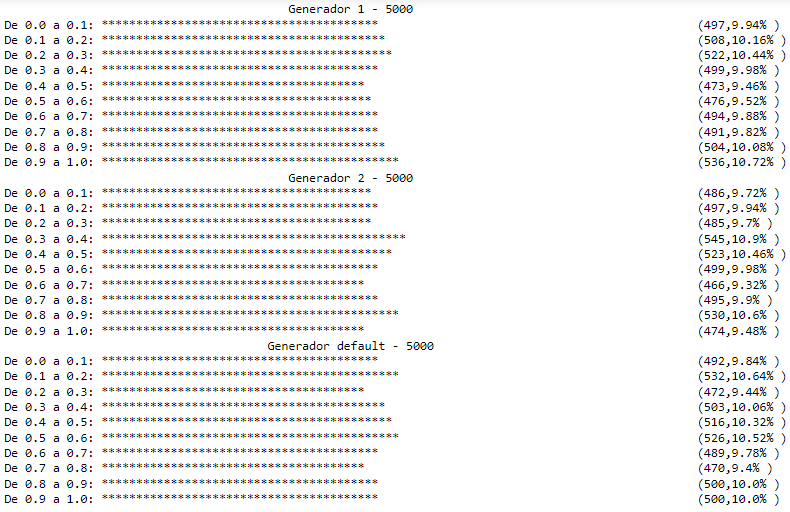 Generador 1 - 5000
De 0.0 a 0.1: **************************************** (497,9.94% )
De 0.1 a 0.2: ***************************************** (508,10.16% )
De 0.2 a 0.3: ****************************************** (522,10.44% )
De 0.3 a 0.4: **************************************** (499,9.98% )
De 0.4 a 0.5: ************************************** (473,9.46% )
De 0.5 a 0.6: *************************************** (476,9.52% )
De 0.6 a 0.7: **************************************** (494,9.88% )
De 0.7 a 0.8: **************************************** (491,9.82% )
De 0.8 a 0.9: ***************************************** (504,10.08% )
De 0.9 a 1.0: ******************************************* (536,10.72% )
Generador 2 - 5000
De 0.0 a 0.1: *************************************** (486,9.72% )
De 0.1 a 0.2: **************************************** (497,9.94% )
De 0.2 a 0.3: *************************************** (485,9.7% )
De 0.3 a 0.4: ******************************************** (545,10.9% )
De 0.4 a 0.5: ****************************************** (523,10.46% )
De 0.5 a 0.6: **************************************** (499,9.98% )
De 0.6 a 0.7: ************************************** (466,9.32% )
De 0.7 a 0.8: **************************************** (495,9.9% )
De 0.8 a 0.9: ******************************************* (530,10.6% )
De 0.9 a 1.0: ************************************** (474,9.48% )
Generador default - 5000
De 0.0 a 0.1: **************************************** (492,9.84% )
De 0.1 a 0.2: ******************************************* (532,10.64% )
De 0.2 a 0.3: ************************************** (472,9.44% )
De 0.3 a 0.4: ***************************************** (503,10.06% )
De 0.4 a 0.5: ****************************************** (516,10.32% )
De 0.5 a 0.6: ******************************************* (526,10.52% )
De 0.6 a 0.7: **************************************** (489,9.78% )
De 0.7 a 0.8: ************************************** (470,9.4% )
De 0.8 a 0.9: **************************************** (500,10.0% )
De 0.9 a 1.0: **************************************** (500,10.0% )